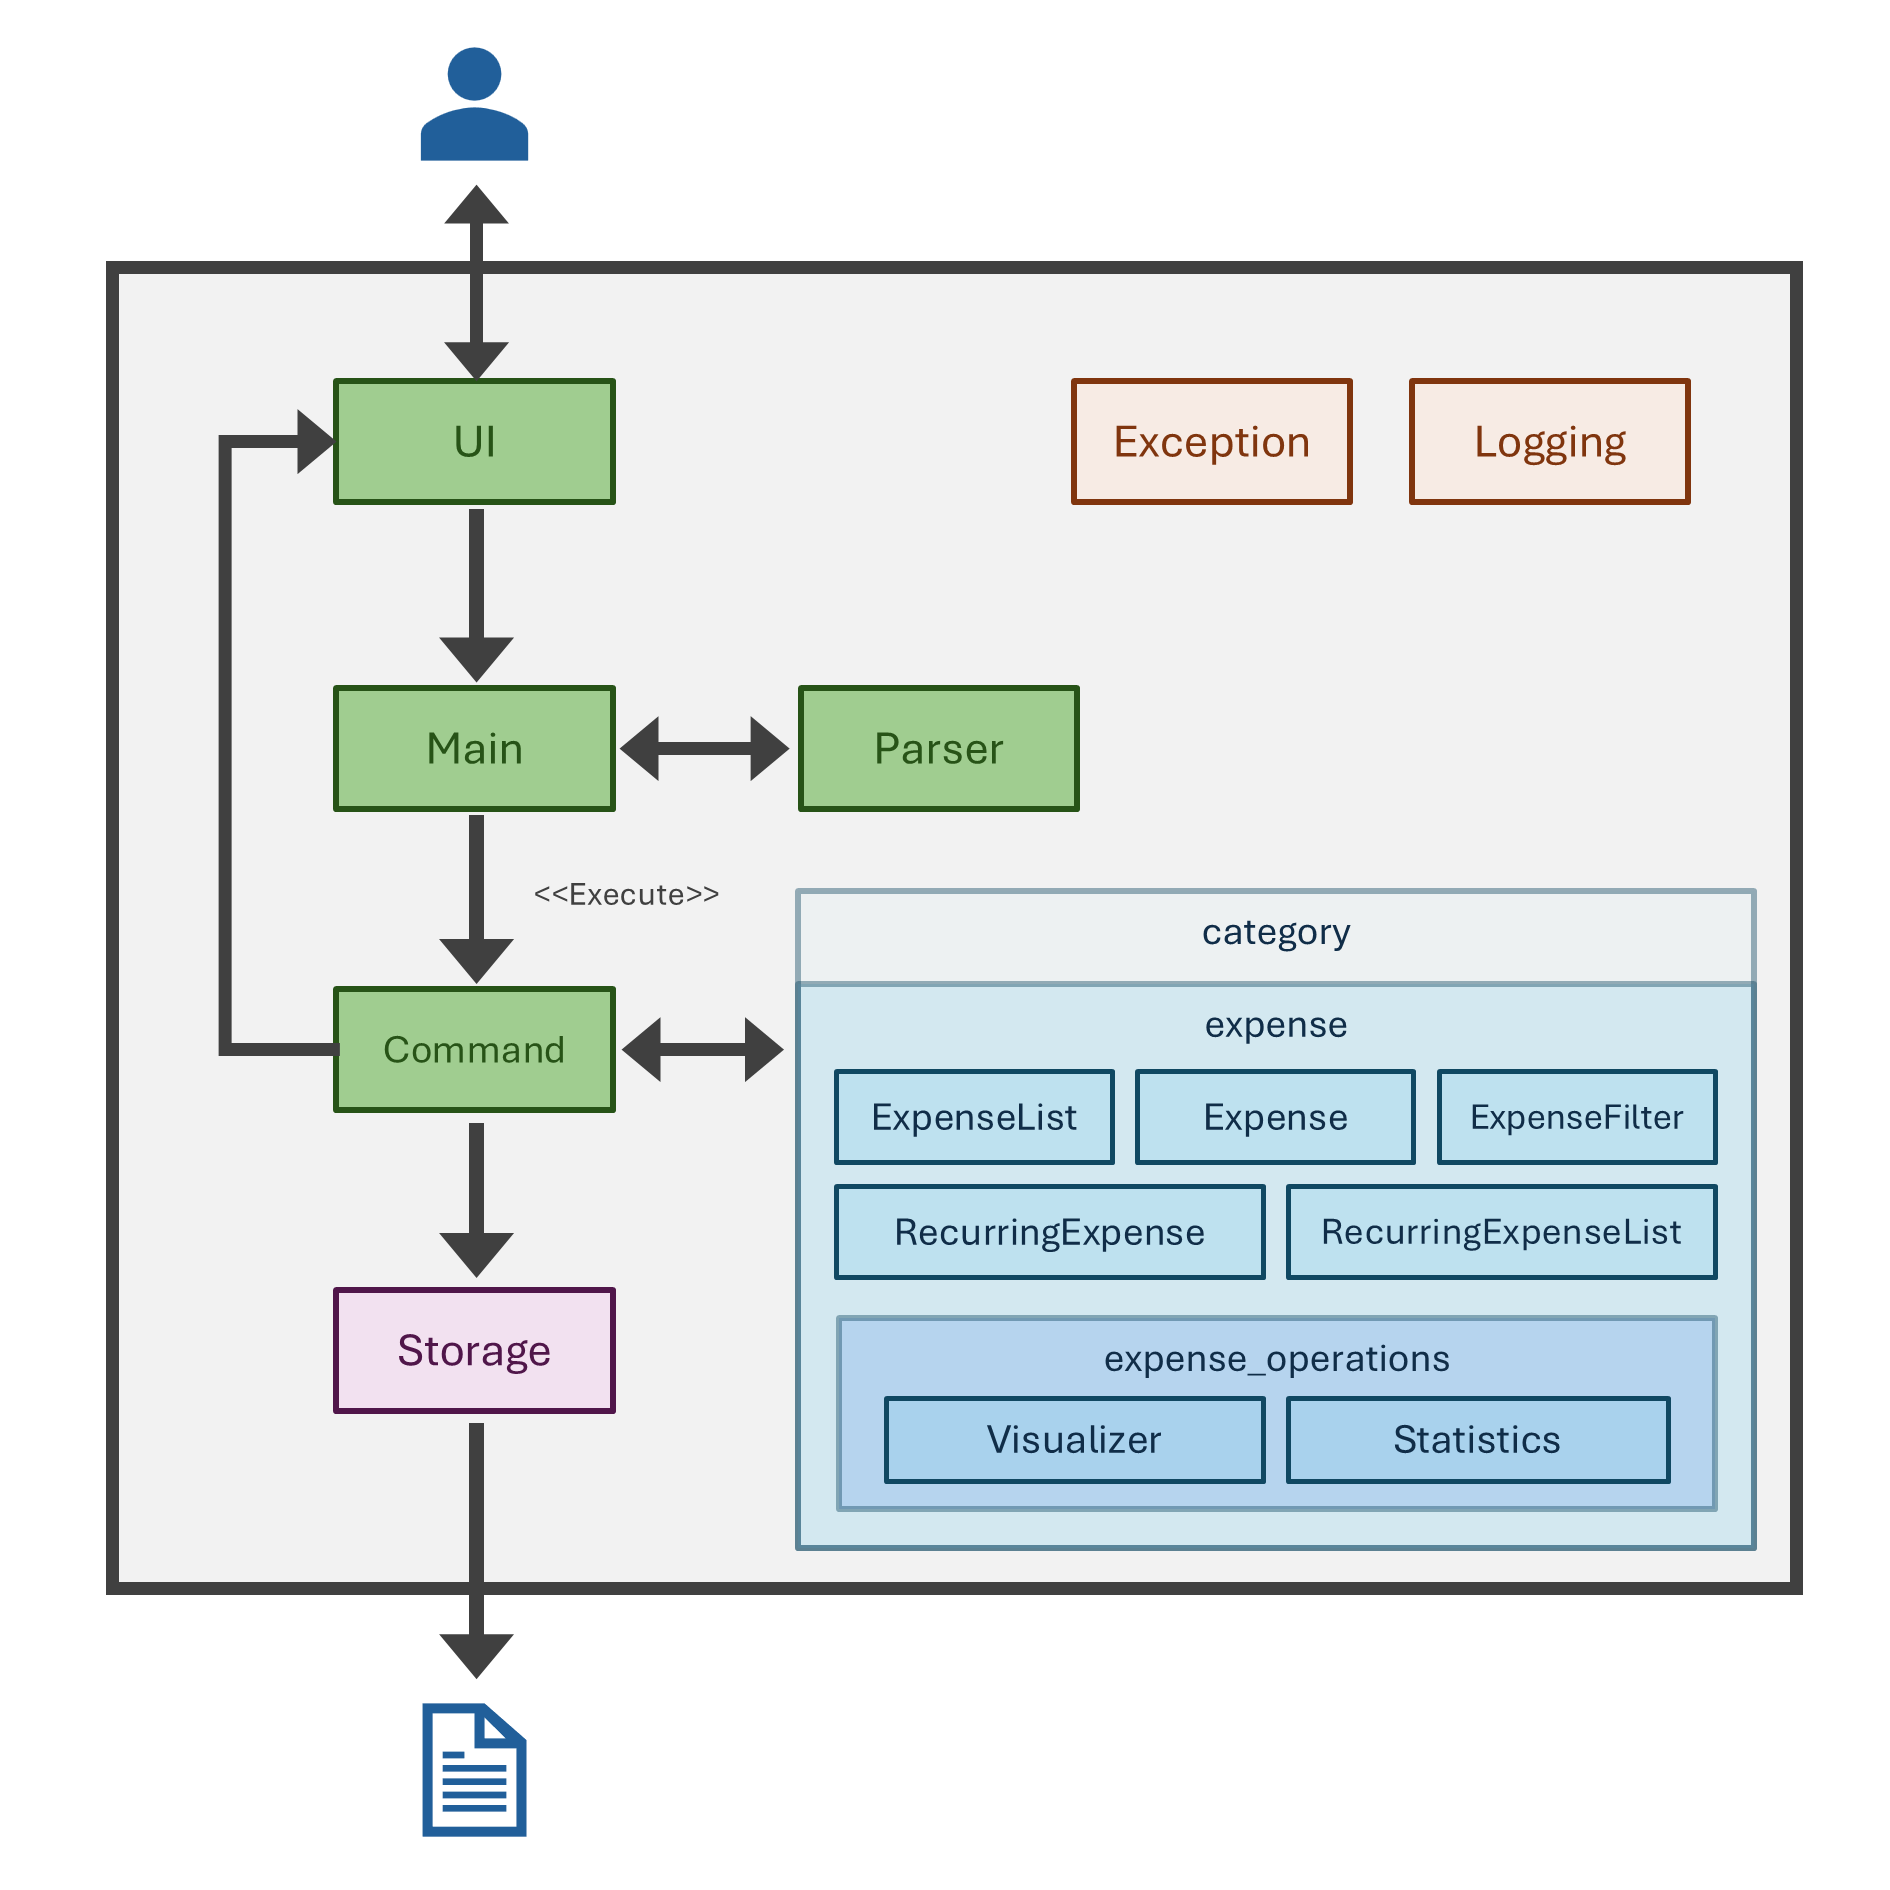 UI
Exception
Logging
Main
Parser
<<Execute>>
category
Command
expense
ExpenseList
Expense
ExpenseFilter
RecurringExpense
RecurringExpenseList
Storage
expense_operations
Visualizer
Statistics